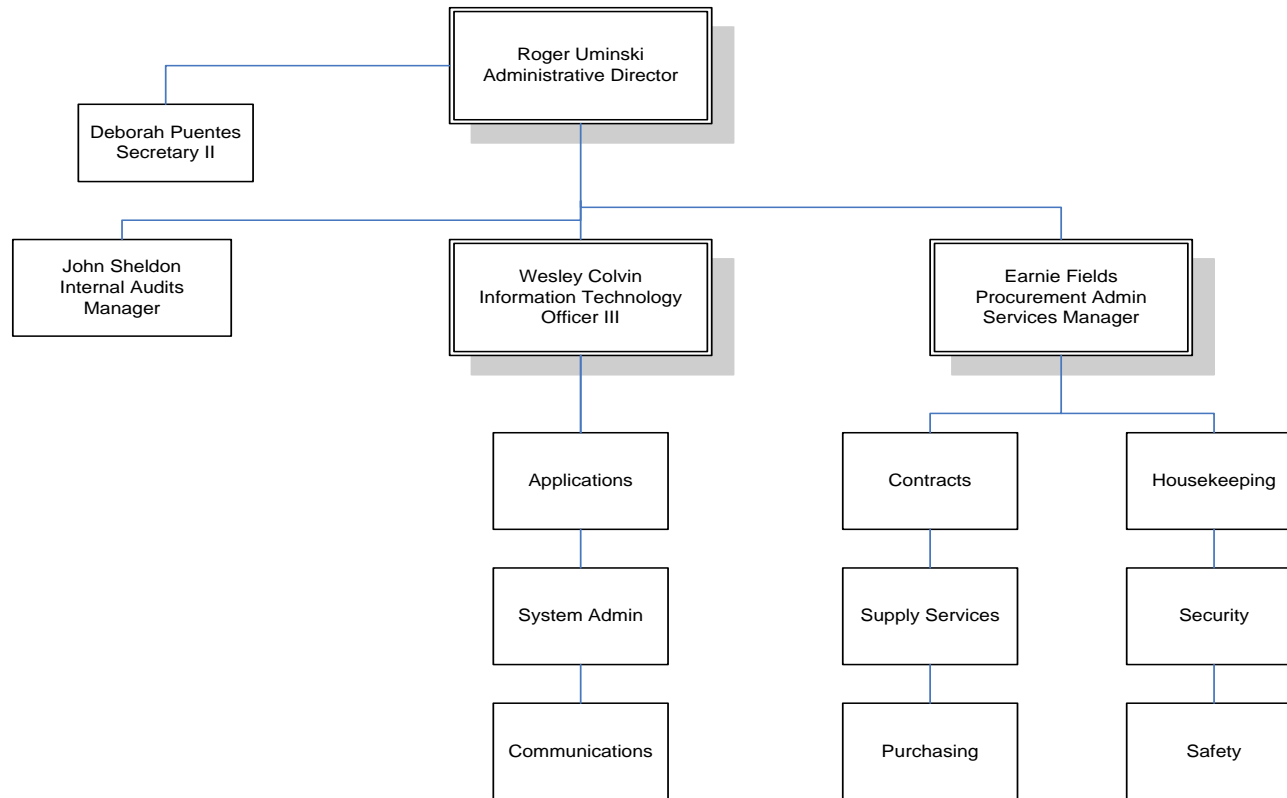 Roger Uminski
Administrative Director
Deborah Puentes
Secretary II
John Sheldon
Internal Audits
Manager
Wesley Colvin
Information Technology
Officer III
Earnie Fields
Procurement Admin
Services Manager
Applications
Contracts
Housekeeping
System Admin
Supply Services
Security
Communications
Purchasing
Safety